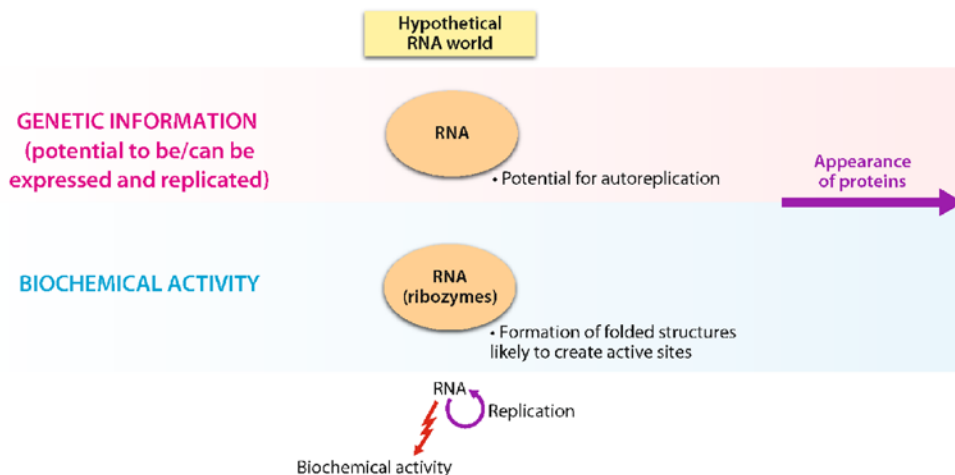 Hypothetical
RNA world
GENETIC INFORMATION
(potential to be/can be
expressed and replicated)
RNA
• Potential for autoreplication
Appearance
of proteins
BIOCHEMICAL ACTIVITY
RNA
(ribozymes)
• Formation of folded structures
likely to create active sites
RNA
Replication
Biochemical activity